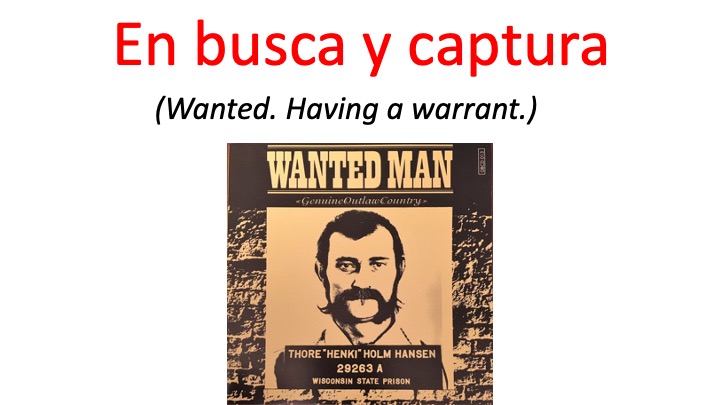 En busca y captura
(Wanted. Having a warrant.)
WANTED MAN
«GenuineOutlawCountry»
THORE "HENKI" HOLM HANSEN
29263 A
WISCONSIN STATE PRISON